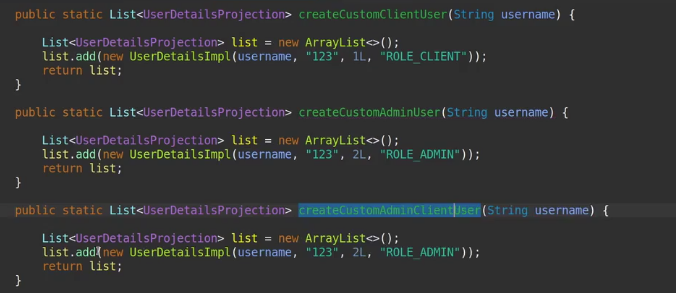 public static List<UserDetailsProjection> createCustomClientUser(String username) {
List<UserDetailsProjection> list = new ArrayList<>();
list.add(new UserDetailsImpl(username, "123", 1L, "ROLE_CLIENT"));
return list;
}
public static List<UserDetailsProjection> createCustomAdminUser(String username) {
List<UserDetailsProjection> list = new ArrayList<>();
list.add(new UserDetailsImpl(username, "123", 2L, "ROLE_ADMIN"));
return list;
}
public static List<UserDetailsProjection> createCustomAdminClientUser(String username) {
List<UserDetailsProjection> list = new ArrayList<>();
list.add(new UserDetailsImpl(username, "123", 2L, "ROLE_ADMIN"));
return list;
}